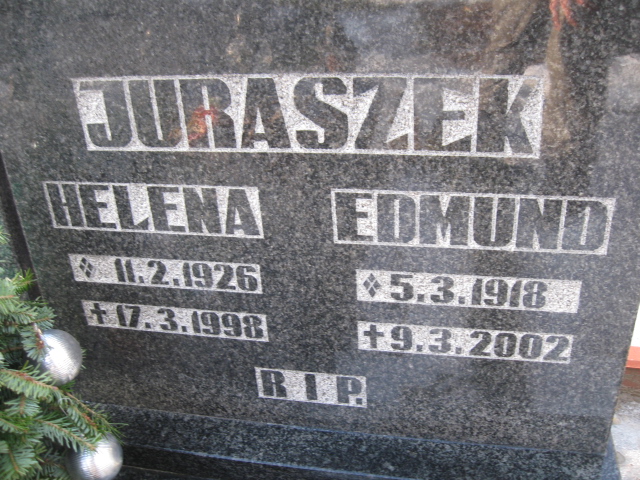 JURASZEK
HELENA
11.2.1926
✝ 17.3.1998
EDMUND
5.3.1918
✝ 9.3.2002
R I P.